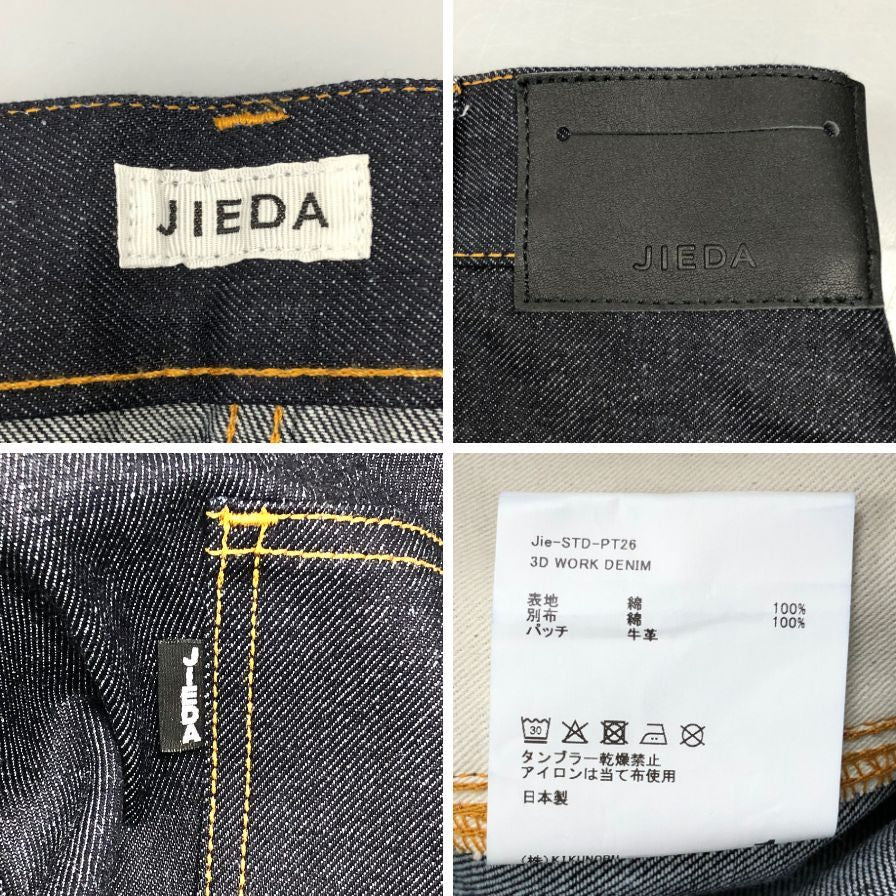 JIEDA
JIEDA
JIEDA
Jie-STD-PT26
3D WORK DENIM
表地 綿 100%
別布 綿 100%
パッチ 牛革
30
タンブラー乾燥禁止
アイロンは当て布使用
日本製
(株)